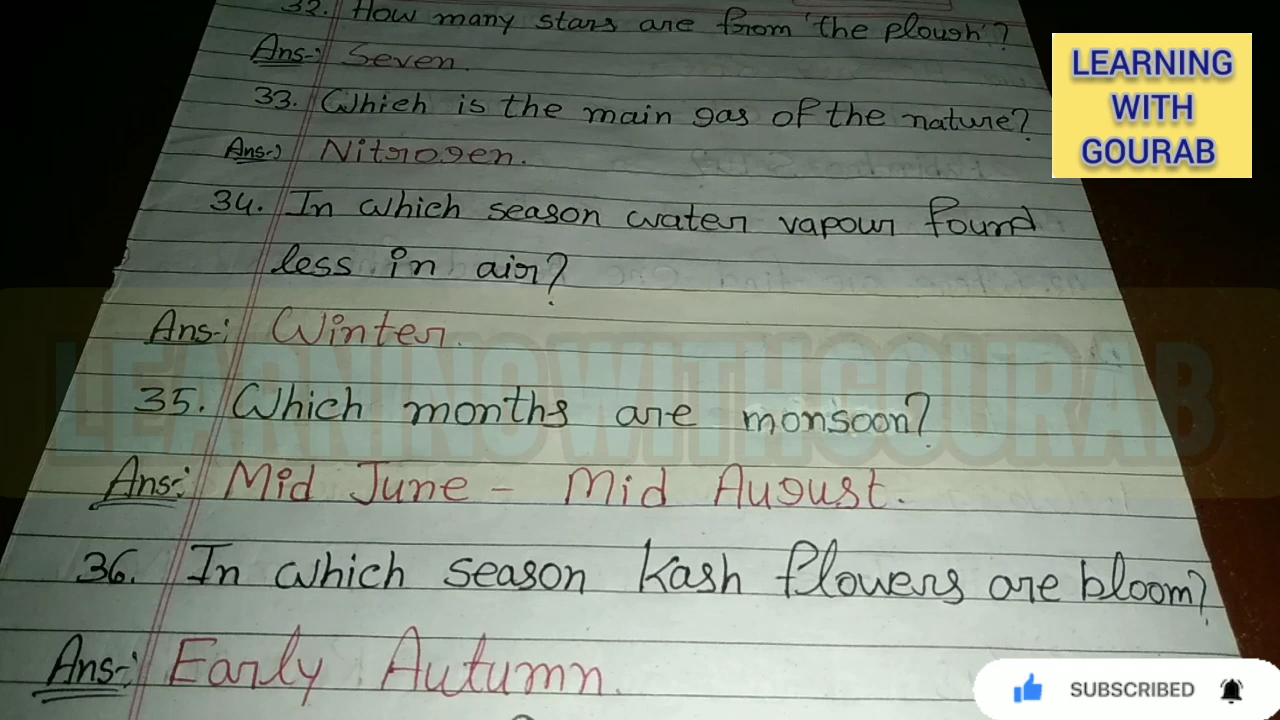 32. How many stars are from 'the plough'?
Ans:- Seven.
33. Which is the main gas of the nature?
Ans:- Nitrogen.
34. In which season water vapour found
less in air?
Ans:- Winter.
35. Which months are monsoon?
Ans:- Mid June - Mid August.
36. In which season kash flowers are bloom?
Ans:- Early Autumn.
LEARNING
WITH
GOURAB
LEARNINGWITHGOURAB
SUBSCRIBED